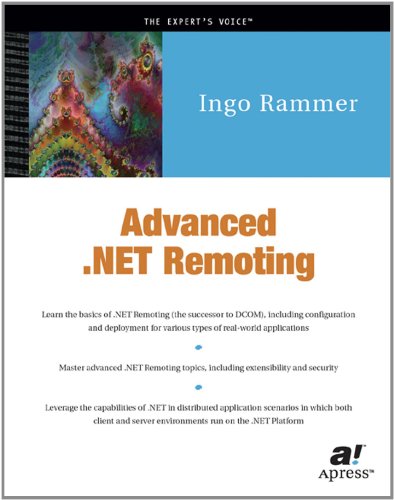 THE EXPERT'S VOICE™
Ingo Rammer
Advanced
.NET Remoting
Learn the basics of .NET Remoting (the successor to DCOM), including configuration
and deployment for various types of real-world applications
Master advanced .NET Remoting topics, including extensibility and security
Leverage the capabilities of .NET in distributed application scenarios in which both
client and server environments run on the .NET Platform
a!™
Apress™